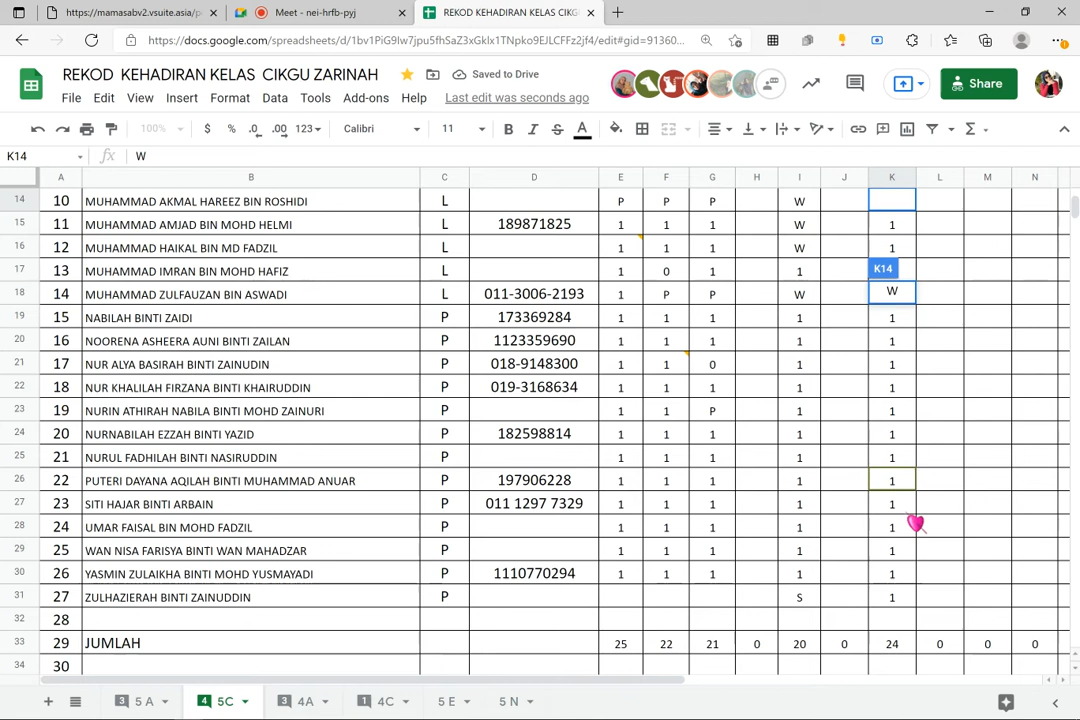 https://mamasabv2.vsuite.asia/p
Meet - nei-hrfb-pyj
REKOD KEHADIRAN KELAS CIKG
REKOD KEHADIRAN KELAS CIKGU ZARINAH
Saved to Drive
File Edit View Insert Format Data Tools Add-ons Help Last edit was seconds ago
Share
100% $ % .0 .00 123 Calibri 11 B I S A
K14 fx W
A B C D E F G H I J K L M N
14 10 MUHAMMAD AKMAL HAREEZ BIN ROSHIDI L P P P W
15 11 MUHAMMAD AMJAD BIN MOHD HELMI L 189871825 1 1 1 W 1
16 12 MUHAMMAD HAIKAL BIN MD FADZIL L 1 1 1 W 1
17 13 MUHAMMAD IMRAN BIN MOHD HAFIZ L 1 0 1 1 K14
18 14 MUHAMMAD ZULFAUZAN BIN ASWADI L 011-3006-2193 1 P P W W
19 15 NABILAH BINTI ZAIDI P 173369284 1 1 1 1 1
20 16 NOORENA ASHEERA AUNI BINTI ZAILAN P 1123359690 1 1 1 1 1
21 17 NUR ALYA BASIRAH BINTI ZAINUDIN P 018-9148300 1 1 0 1 1
22 18 NUR KHALILAH FIRZANA BINTI KHAIRUDDIN P 019-3168634 1 1 1 1 1
23 19 NURIN ATHIRAH NABILA BINTI MOHD ZAINURI P 1 1 P 1 1
24 20 NURNABILAH EZZAH BINTI YAZID P 182598814 1 1 1 1 1
25 21 NURUL FADHILAH BINTI NASIRUDDIN P 1 1 1 1 1
26 22 PUTERI DAYANA AQILAH BINTI MUHAMMAD ANUAR P 197906228 1 1 1 1 1
27 23 SITI HAJAR BINTI ARBAIN P 011 1297 7329 1 1 1 1 1
28 24 UMAR FAISAL BIN MOHD FADZIL P 1 1 1 1 1
29 25 WAN NISA FARISYA BINTI WAN MAHADZAR P 1 1 1 1 1
30 26 YASMIN ZULAIKHA BINTI MOHD YUSMAYADI P 1110770294 1 1 1 1 1
31 27 ZULHAZIERAH BINTI ZAINUDDIN P S 1
32 28
33 29 JUMLAH 25 22 21 0 20 0 24 0 0 0
34 30
3 5 A 4 5C 3 4A 1 4C 5 E 5 N